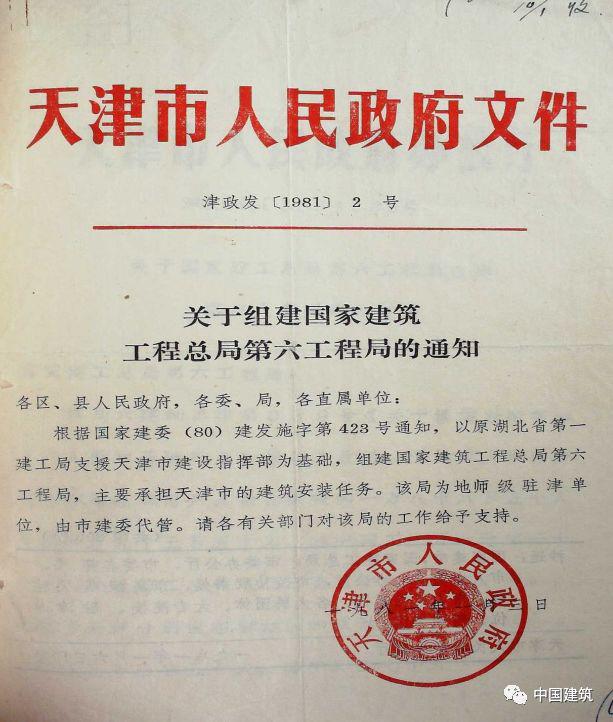 天津市人民政府文件
津政发〔1981〕 2 号
关于组建国家建筑
工程总局第六工程局的通知
各区、县人民政府，各委、局，各直属单位：
根据国家建委（80）建发施字第423号通知，以原湖北省第一
建工局支援天津市建设指挥部为基础，组建国家建筑工程总局第六
工程局，主要承担天津市的建筑安装任务。该局为地师级驻津单
位，由市建委代管。请各有关部门对该局的工作给予支持。
一九八一年一月 日
天津市人民政府
中国建筑